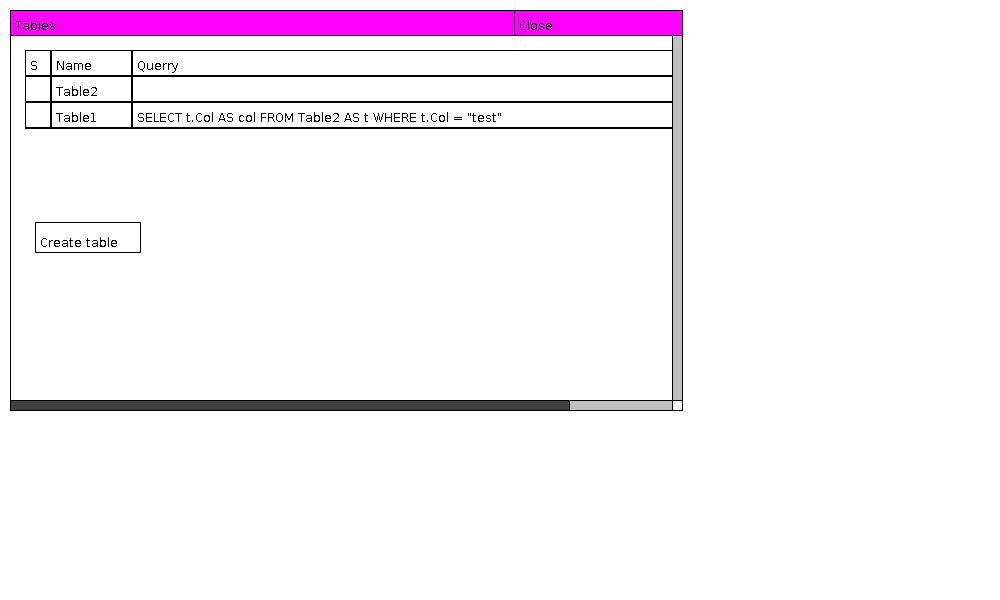 Tables Close
S Name Querry
Table2
Table1 SELECT t.Col AS col FROM Table2 AS t WHERE t.Col = "test"
Create table